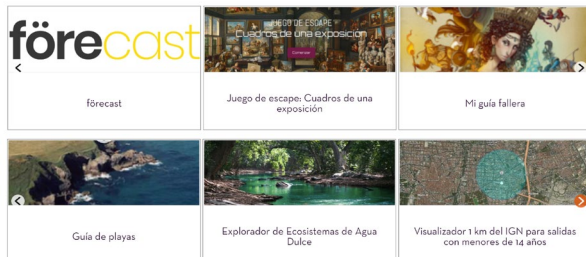 förecast
JUEGO DE ESCAPE
Cuadros de una exposición
Comenzar
förecast
Juego de escape: Cuadros de una
exposición
Mi guía fallera
Guía de playas
Explorador de Ecosistemas de Agua
Dulce
Visualizador 1 km del IGN para salidas
con menores de 14 años